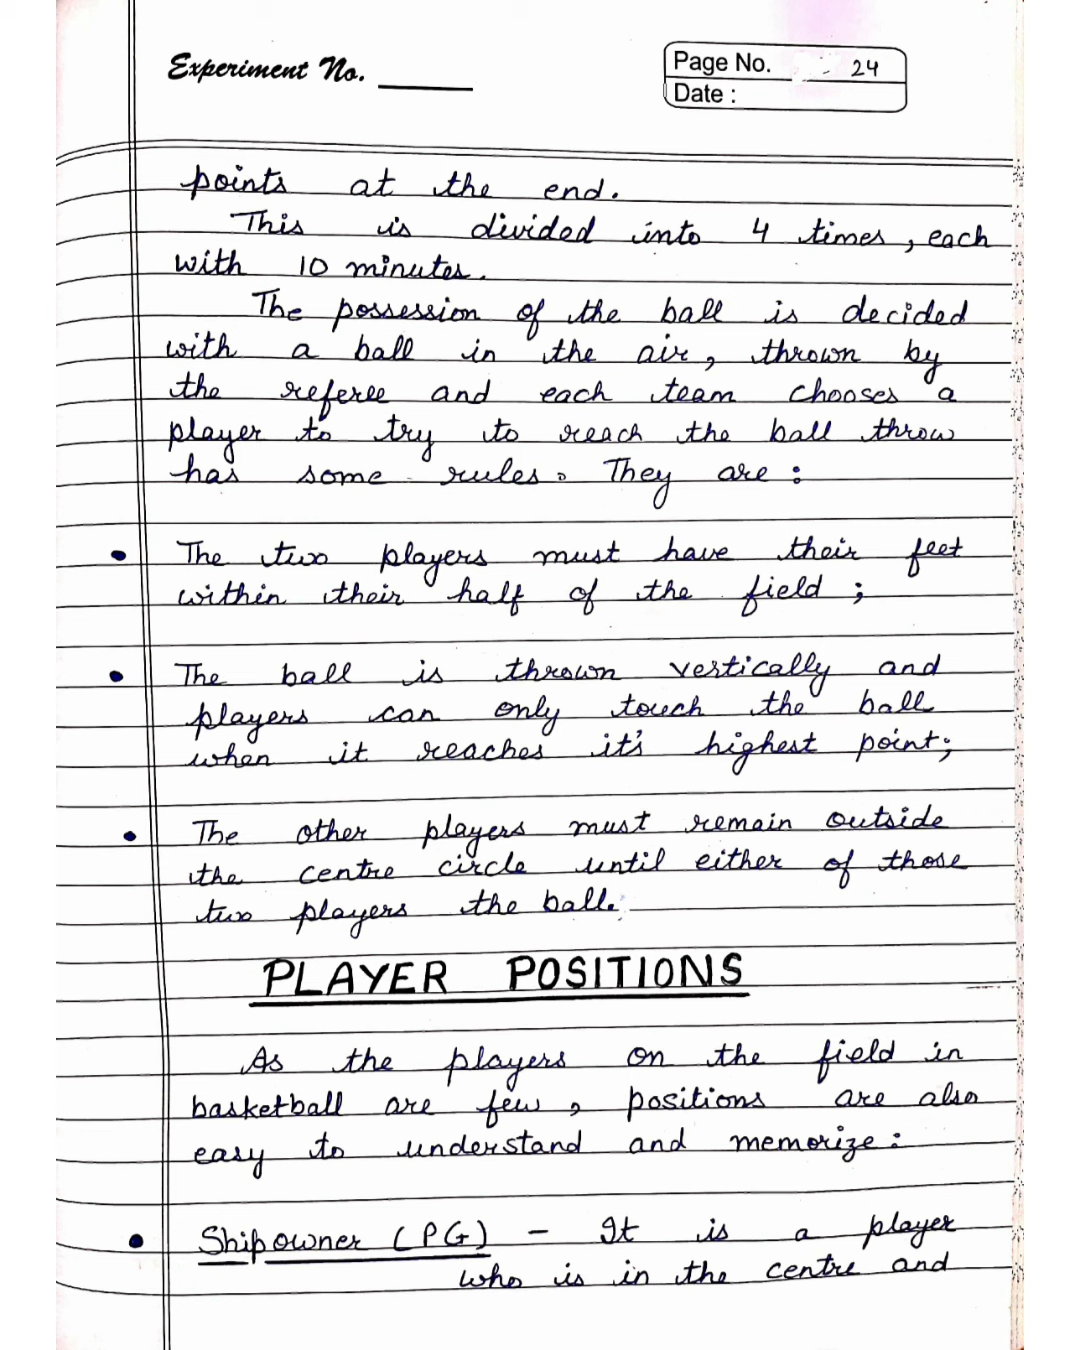 Experiment No.
Page No. 24
Date :
points at the end.
This is divided into 4 times, each
with 10 minutes.
The possession of the ball is decided
with a ball in the air, thrown by
the referee and each team chooses a
player to try to reach the ball throw
has some rules. They are :
• The two players must have their feet
within their half of the field ;
• The ball is thrown vertically and
players can only touch the ball
when it reaches it's highest point;
• The other players must remain outside
the centre circle until either of those
two players the ball.
PLAYER POSITIONS
As the players on the field in
basketball are few, positions are also
easy to understand and memorize :
• Shipowner (PG) - It is a player
who is in the centre and